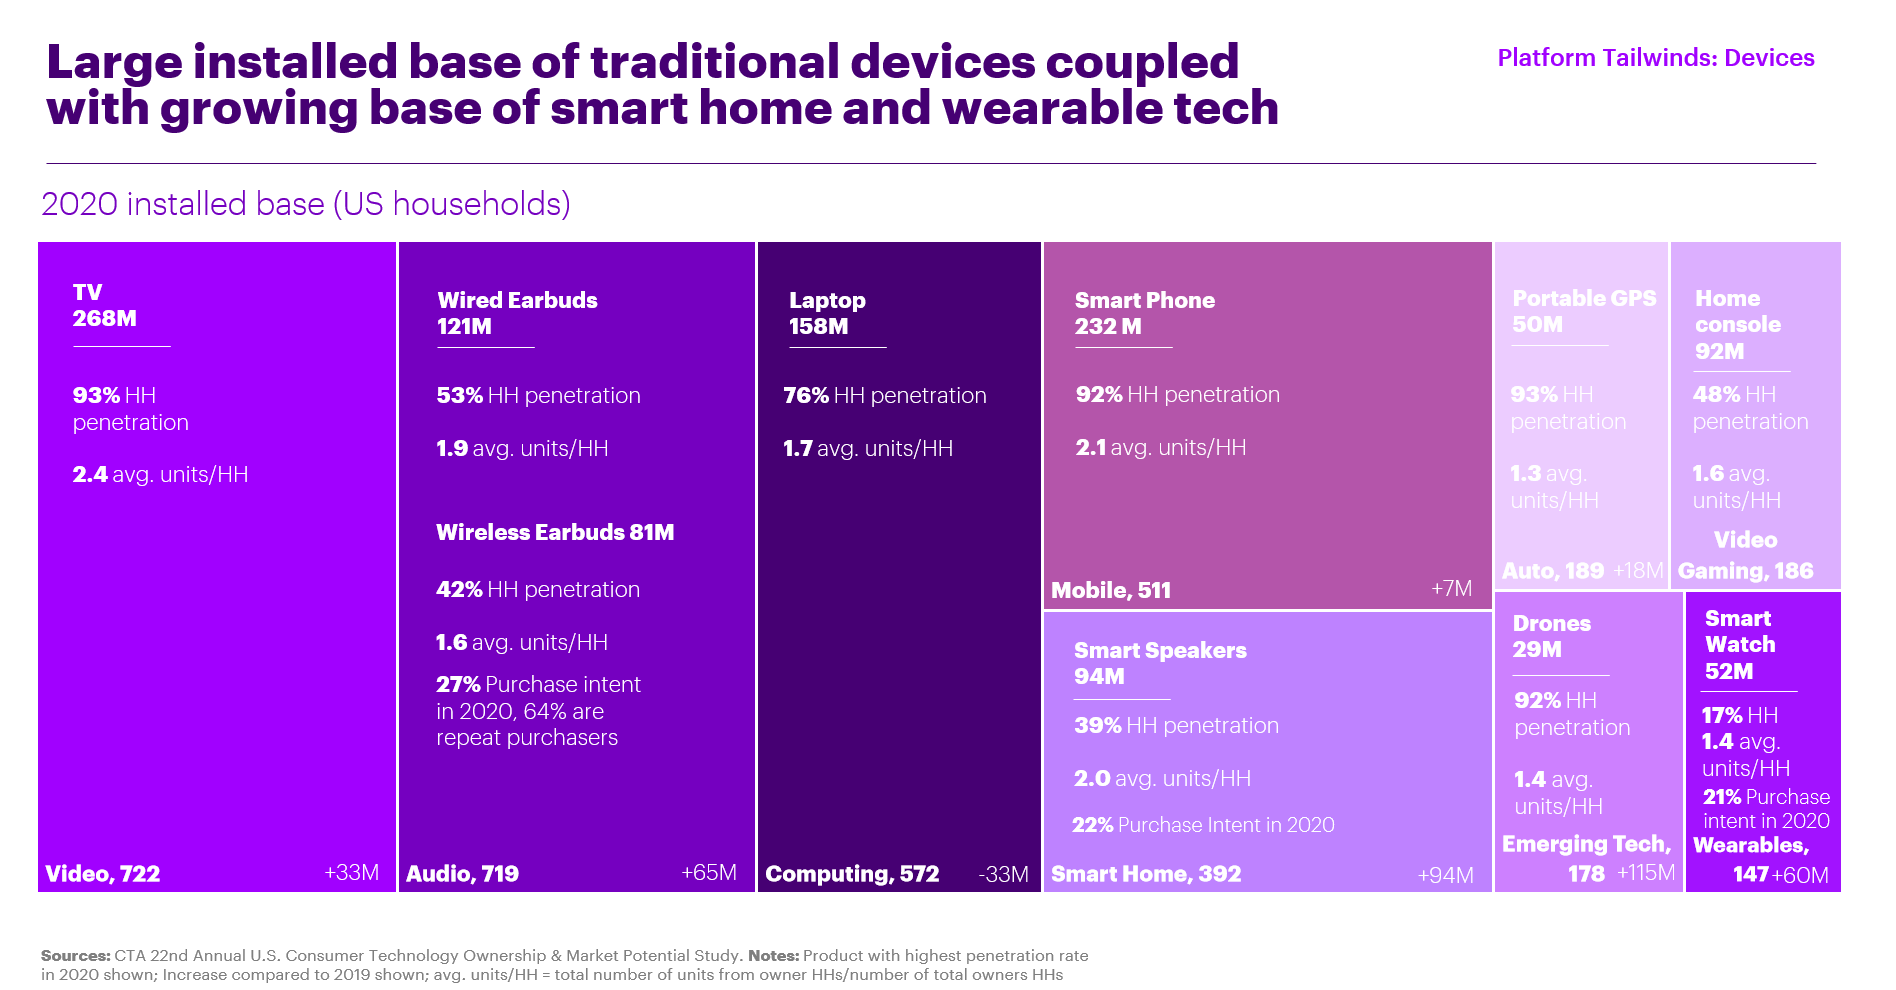 Large installed base of traditional devices coupled
with growing base of smart home and wearable tech
Platform Tailwinds: Devices
2020 installed base (US households)
TV
268M
93% HH
penetration
2.4 avg. units/HH
Video, 722
+33M
Wired Earbuds
121M
53% HH penetration
1.9 avg. units/HH
Wireless Earbuds 81M
42% HH penetration
1.6 avg. units/HH
27% Purchase intent
in 2020, 64% are
repeat purchasers
Audio, 719
+65M
Laptop
158M
76% HH penetration
1.7 avg. units/HH
Computing, 572
-33M
Smart Phone
232 M
92% HH penetration
2.1 avg. units/HH
Mobile, 511
+7M
Smart Speakers
94M
39% HH penetration
2.0 avg. units/HH
22% Purchase Intent in 2020
Smart Home, 392
+94M
Portable GPS
50M
93% HH
penetration
1.3 avg.
units/HH
Auto, 189 +18M
Home
console
92M
48% HH
penetration
1.6 avg.
units/HH
Video
Gaming, 186
Drones
29M
92% HH
penetration
1.4 avg.
units/HH
Emerging Tech,
178 +115M
Smart
Watch
52M
17% HH
1.4 avg.
units/HH
21% Purchase
intent in 2020
Wearables,
147 +60M
Sources: CTA 22nd Annual U.S. Consumer Technology Ownership & Market Potential Study. Notes: Product with highest penetration rate
in 2020 shown; Increase compared to 2019 shown; avg. units/HH = total number of units from owner HHs/number of total owners HHs